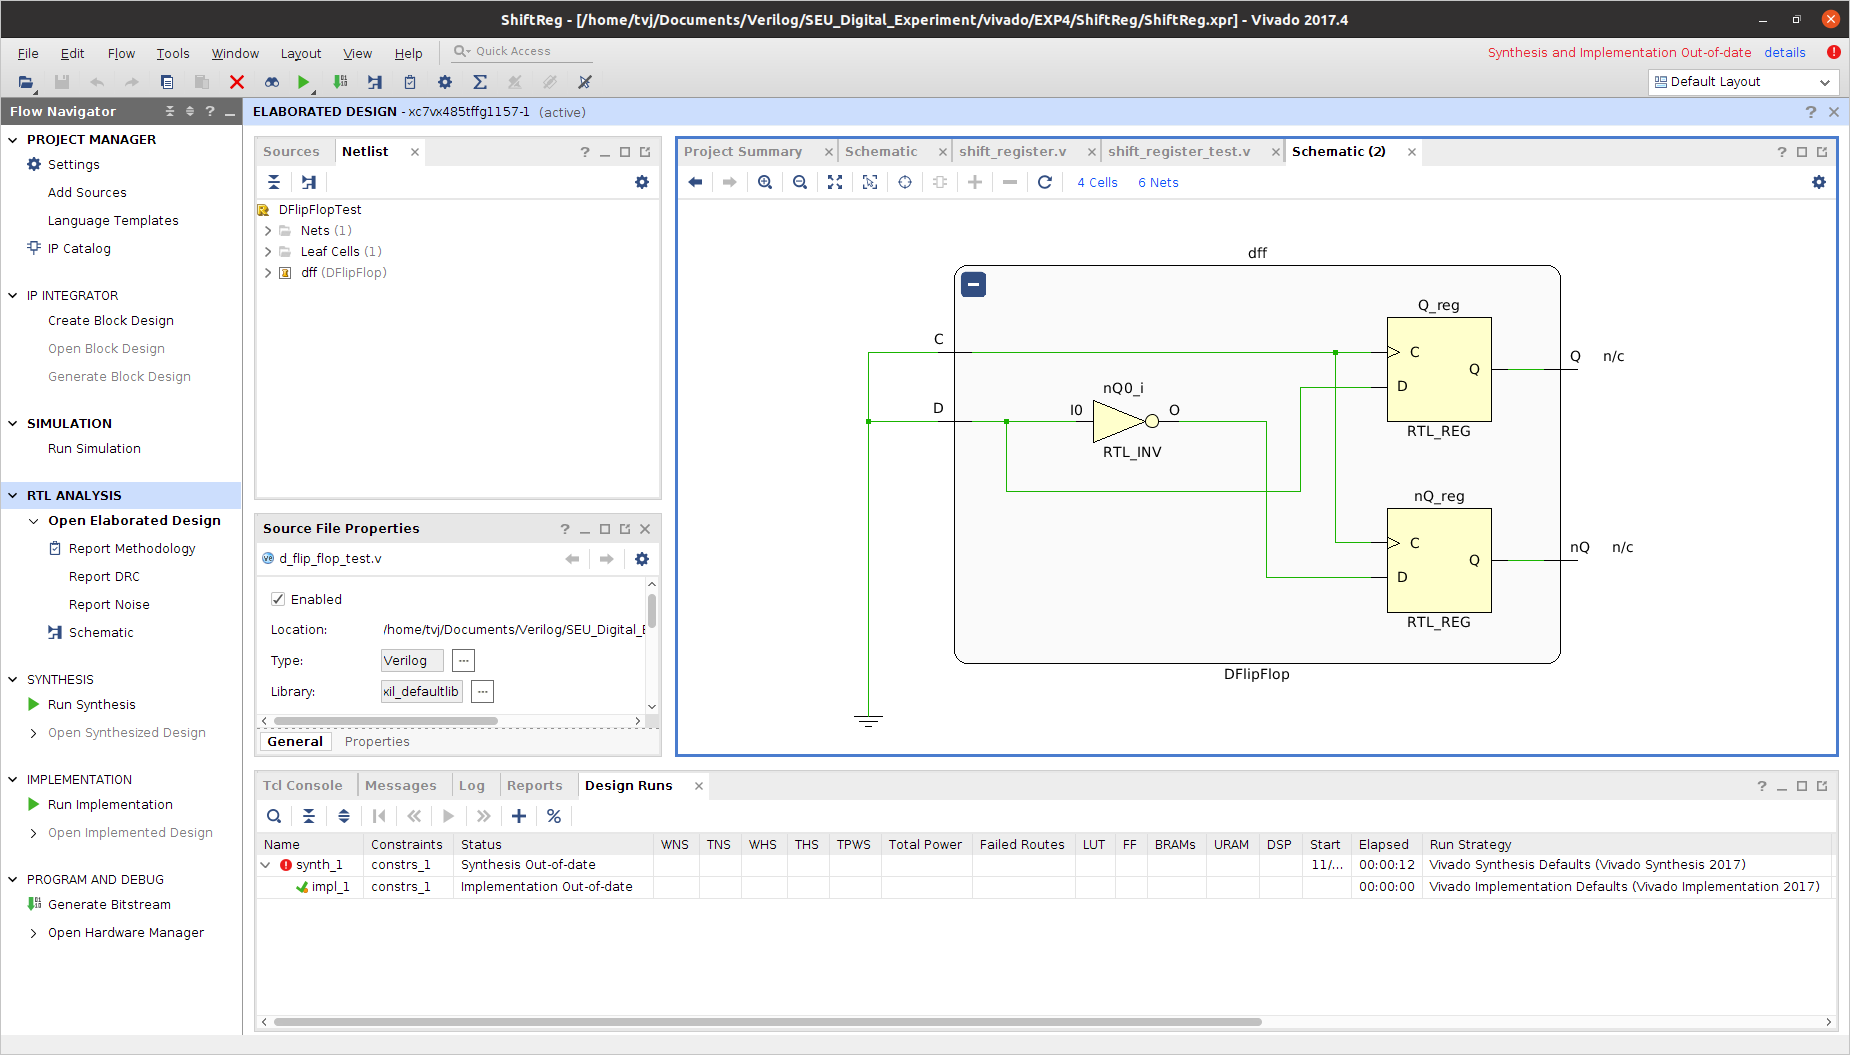 ShiftReg - [/home/tvj/Documents/Verilog/SEU_Digital_Experiment/vivado/EXP4/ShiftReg/ShiftReg.xpr] - Vivado 2017.4
File Edit Flow Tools Window Layout View Help Quick Access
Synthesis and Implementation Out-of-date details
Default Layout
Flow Navigator
PROJECT MANAGER
Settings
Add Sources
Language Templates
IP Catalog
IP INTEGRATOR
Create Block Design
Open Block Design
Generate Block Design
SIMULATION
Run Simulation
RTL ANALYSIS
Open Elaborated Design
Report Methodology
Report DRC
Report Noise
Schematic
SYNTHESIS
Run Synthesis
Open Synthesized Design
IMPLEMENTATION
Run Implementation
Open Implemented Design
PROGRAM AND DEBUG
Generate Bitstream
Open Hardware Manager
ELABORATED DESIGN - xc7vx485tffg1157-1 (active)
Sources Netlist
DFlipFlopTest
Nets (1)
Leaf Cells (1)
dff (DFlipFlop)
Source File Properties
d_flip_flop_test.v
Enabled
Location: /home/tvj/Documents/Verilog/SEU_Digital_E
Type: Verilog
Library: xil_defaultlib
General Properties
Project Summary Schematic shift_register.v shift_register_test.v Schematic (2)
4 Cells 6 Nets
dff
Q_reg
C
C
Q
Q n/c
D
nQ0_i
D
I0 O
RTL_REG
RTL_INV
nQ_reg
C
Q
nQ n/c
D
RTL_REG
DFlipFlop
Tcl Console Messages Log Reports Design Runs
Name Constraints Status WNS TNS WHS THS TPWS Total Power Failed Routes LUT FF BRAMs URAM DSP Start Elapsed Run Strategy
synth_1 constrs_1 Synthesis Out-of-date 11/... 00:00:12 Vivado Synthesis Defaults (Vivado Synthesis 2017)
impl_1 constrs_1 Implementation Out-of-date 00:00:00 Vivado Implementation Defaults (Vivado Implementation 2017)